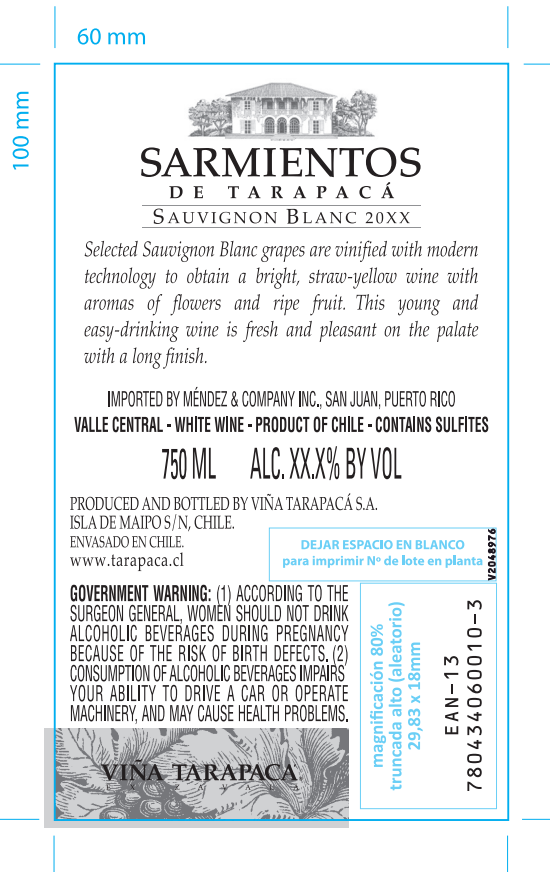 60 mm
100 mm
SARMIENTOS
DE TARAPACÁ
SAUVIGNON BLANC 20XX
Selected Sauvignon Blanc grapes are vinified with modern
technology to obtain a bright, straw-yellow wine with
aromas of flowers and ripe fruit. This young and
easy-drinking wine is fresh and pleasant on the palate
with a long finish.
IMPORTED BY MÉNDEZ & COMPANY INC., SAN JUAN, PUERTO RICO
VALLE CENTRAL - WHITE WINE - PRODUCT OF CHILE - CONTAINS SULFITES
750 ML ALC. XX.X% BY VOL
PRODUCED AND BOTTLED BY VIÑA TARAPACÁ S.A.
ISLA DE MAIPO S/N, CHILE.
ENVASADO EN CHILE.
www.tarapaca.cl
DEJAR ESPACIO EN BLANCO
para imprimir Nº de lote en planta
V2048976
GOVERNMENT WARNING: (1) ACCORDING TO THE
SURGEON GENERAL, WOMEN SHOULD NOT DRINK
ALCOHOLIC BEVERAGES DURING PREGNANCY
BECAUSE OF THE RISK OF BIRTH DEFECTS. (2)
CONSUMPTION OF ALCOHOLIC BEVERAGES IMPAIRS
YOUR ABILITY TO DRIVE A CAR OR OPERATE
MACHINERY, AND MAY CAUSE HEALTH PROBLEMS.
magnificación 80%
truncada alto (aleatorio)
29,83 x 18mm
EAN-13
780434060010-3
VIÑA TARAPACA